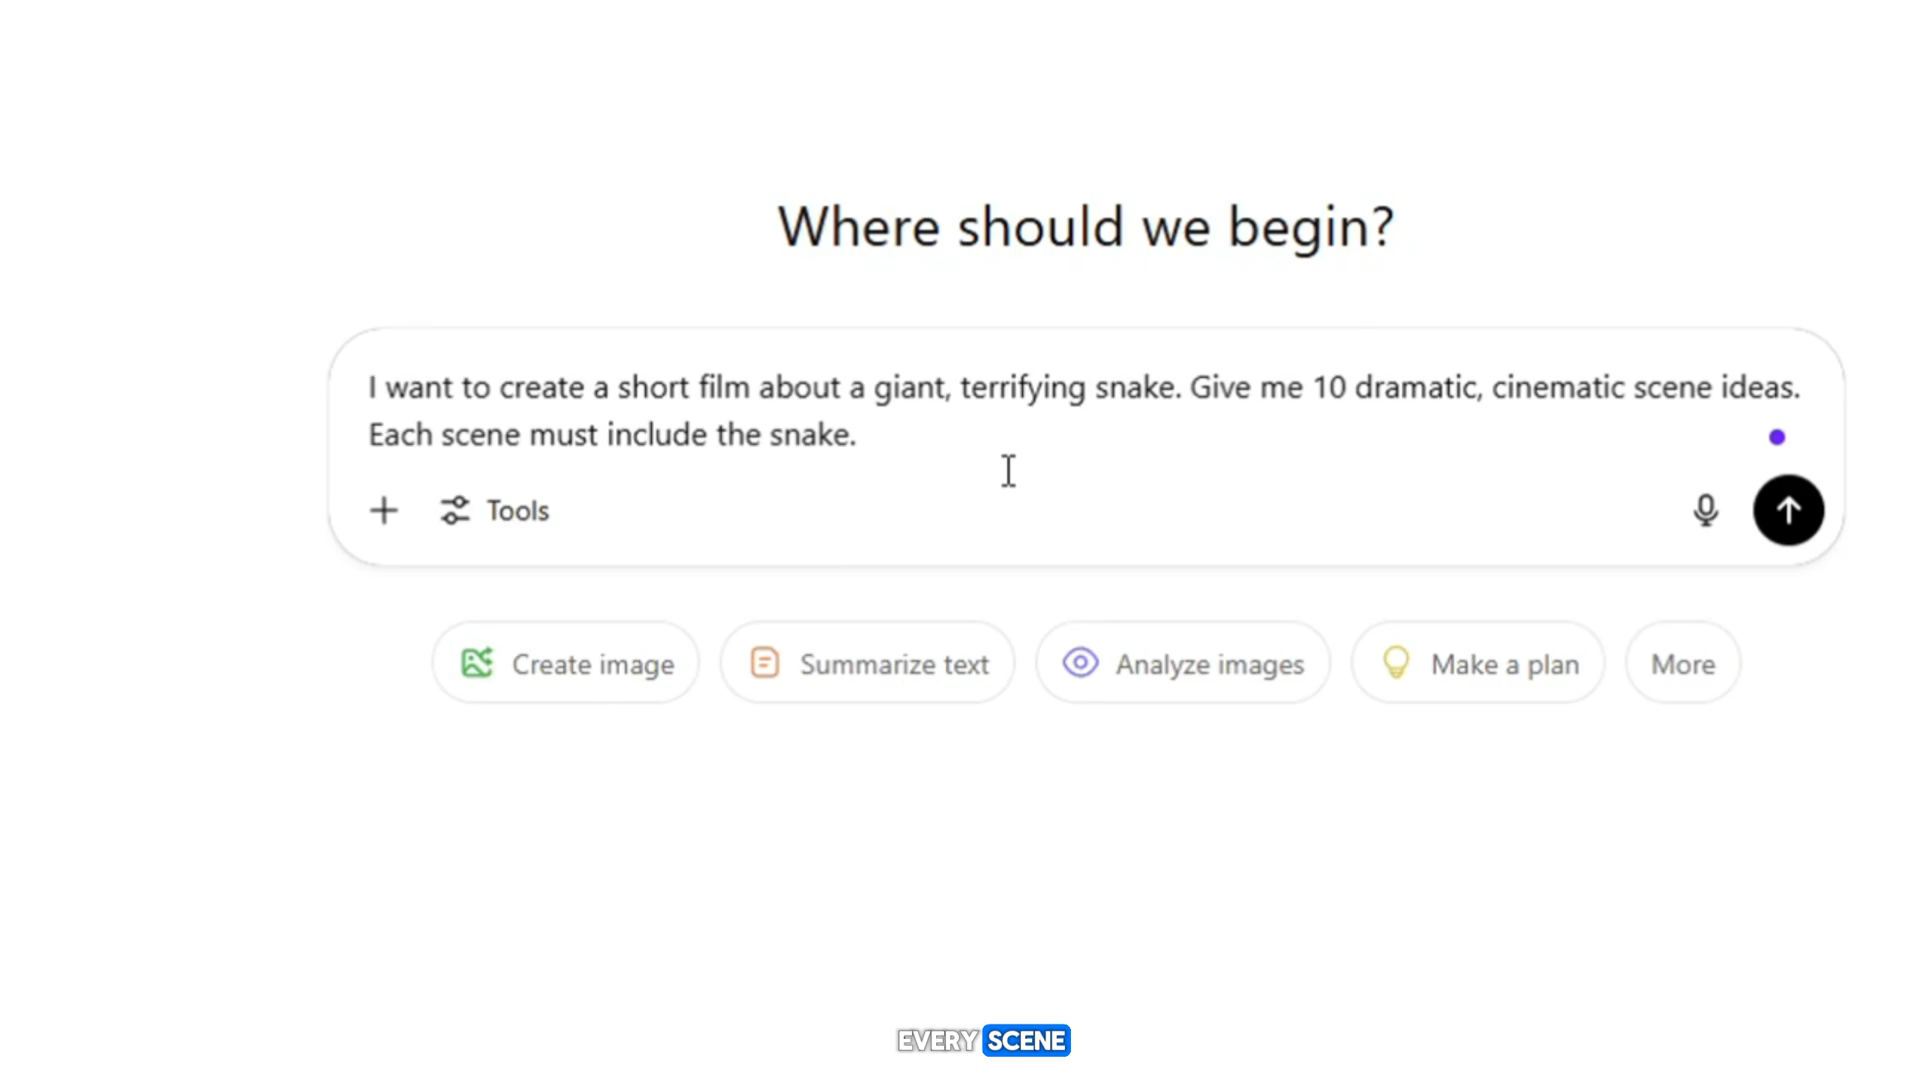 Where should we begin?
I want to create a short film about a giant, terrifying snake. Give me 10 dramatic, cinematic scene ideas.
Each scene must include the snake.
Tools
Create image
Summarize text
Analyze images
Make a plan
More
EVERY SCENE